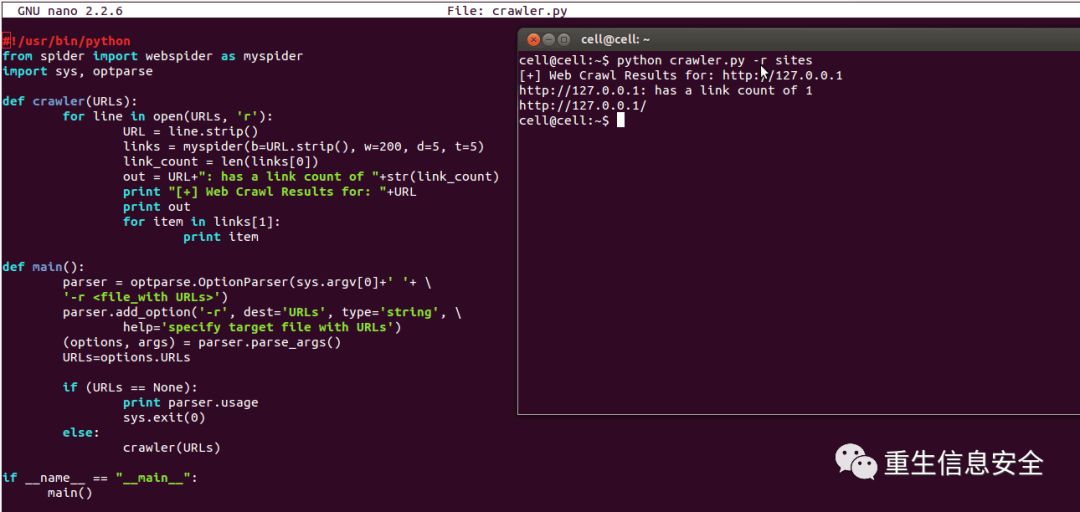 GNU nano 2.2.6 File: crawler.py
#!/usr/bin/python
from spider import webspider as myspider
import sys, optparse
def crawler(URLs):
for line in open(URLs, 'r'):
URL = line.strip()
links = myspider(b=URL.strip(), w=200, d=5, t=5)
link_count = len(links[0])
out = URL+": has a link count of "+str(link_count)
print "[+] Web Crawl Results for: "+URL
print out
for item in links[1]:
print item
def main():
parser = optparse.OptionParser(sys.argv[0]+' '+ \
'-r <file_with URLs>')
parser.add_option('-r', dest='URLs', type='string', \
help='specify target file with URLs')
(options, args) = parser.parse_args()
URLs=options.URLs
if (URLs == None):
print parser.usage
sys.exit(0)
else:
crawler(URLs)
if __name__ == "__main__":
main()
cell@cell: ~
cell@cell:~$ python crawler.py -r sites
[+] Web Crawl Results for: http://127.0.0.1
http://127.0.0.1: has a link count of 1
http://127.0.0.1/
cell@cell:~$
重生信息安全